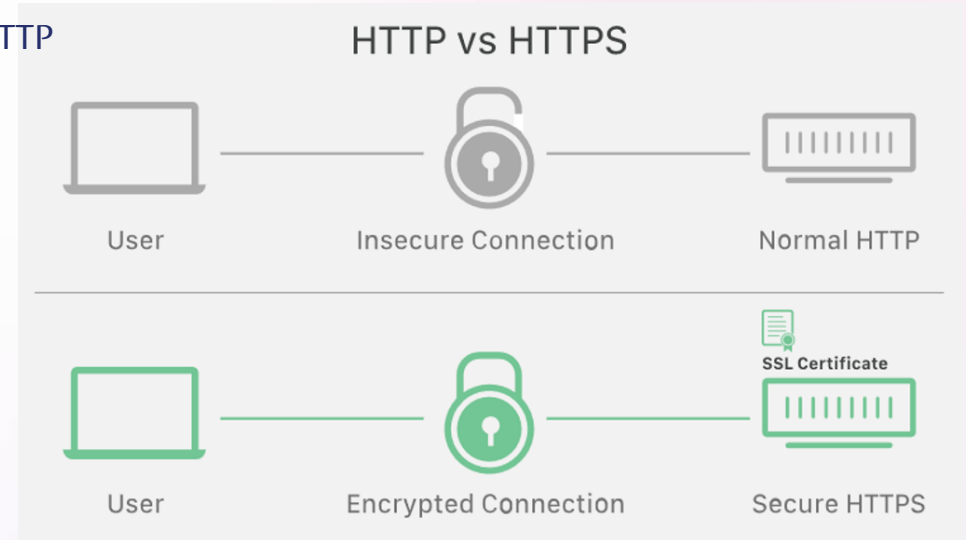 TTP
HTTP vs HTTPS
User
Insecure Connection
Normal HTTP
SSL Certificate
User
Encrypted Connection
Secure HTTPS